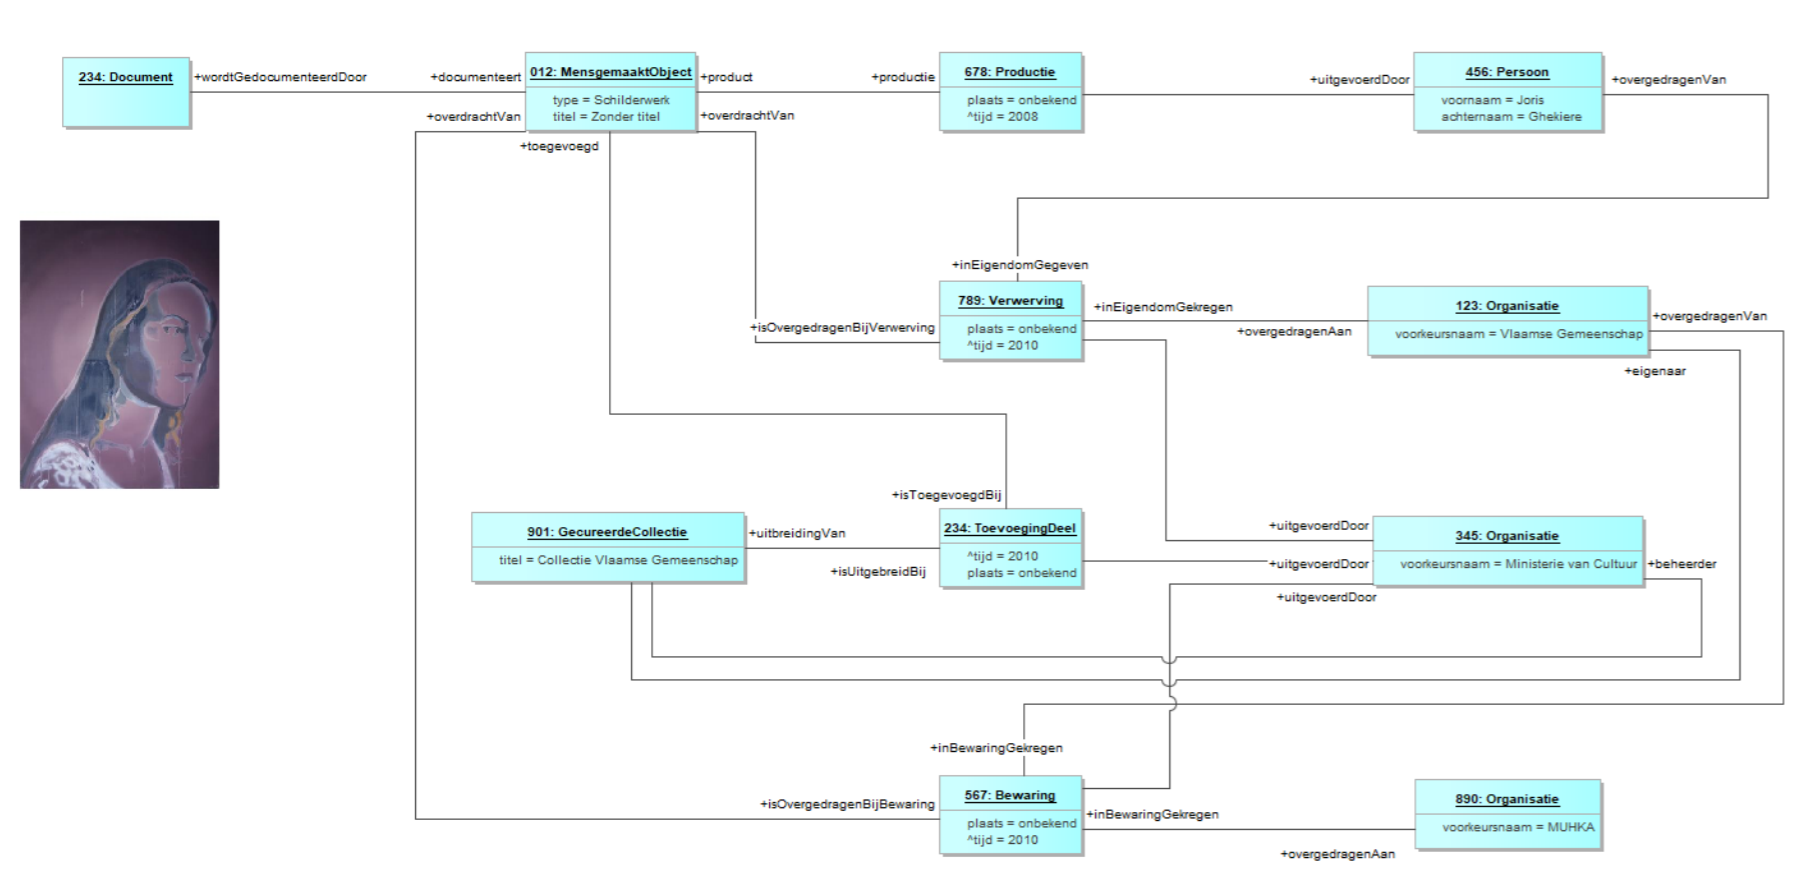 234: Document
+wordtGedocumenteerdDoor
+documenteert
012: MensgemaaktObject
type = Schilderwerk
titel = Zonder titel
+product
+productie
678: Productie
plaats = onbekend
^tijd = 2008
+uitgevoerdDoor
456: Persoon
voornaam = Joris
achternaam = Ghekiere
+overgedragenVan
+overdrachtVan
+overdrachtVan
+toegevoegd
+inEigendomGegeven
789: Verwerving
plaats = onbekend
^tijd = 2010
+isOvergedragenBijVerwerving
+inEigendomGekregen
+overgedragenAan
123: Organisatie
voorkeursnaam = Vlaamse Gemeenschap
+overgedragenVan
+eigenaar
+isToegevoegdBij
901: GecureerdeCollectie
titel = Collectie Vlaamse Gemeenschap
+uitbreidingVan
+isUitgebreidBij
234: ToevoegingDeel
^tijd = 2010
plaats = onbekend
+uitgevoerdDoor
+uitgevoerdDoor
+uitgevoerdDoor
345: Organisatie
voorkeursnaam = Ministerie van Cultuur
+beheerder
+inBewaringGekregen
+isOvergedragenBijBewaring
567: Bewaring
plaats = onbekend
^tijd = 2010
+inBewaringGekregen
+overgedragenAan
890: Organisatie
voorkeursnaam = MUHKA